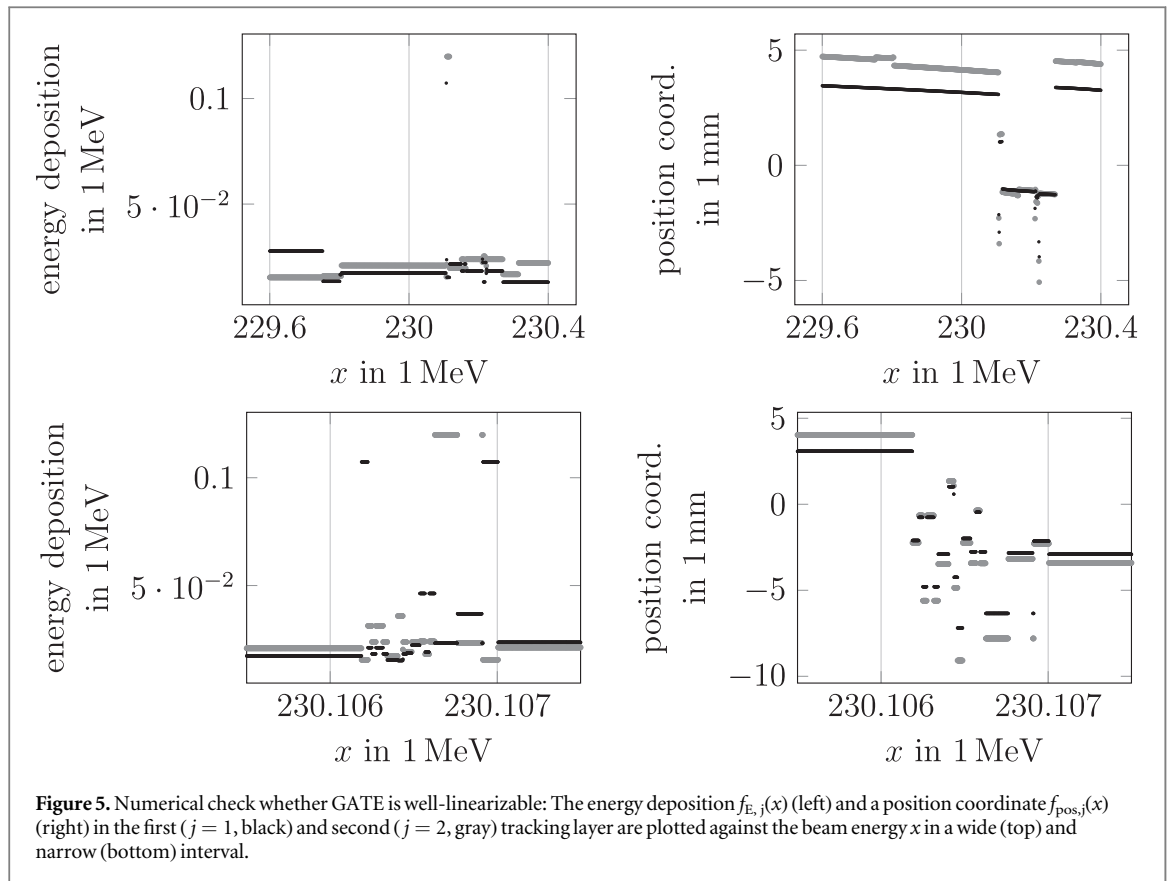 energy deposition
in 1 MeV
0.1
5 · 10⁻²
229.6 230 230.4
x in 1 MeV
position coord.
in 1 mm
5
0
−5
229.6 230 230.4
x in 1 MeV
energy deposition
in 1 MeV
0.1
5 · 10⁻²
230.106 230.107
x in 1 MeV
position coord.
in 1 mm
5
0
−5
−10
230.106 230.107
x in 1 MeV
Figure 5. Numerical check whether GATE is well-linearizable: The energy deposition f_{E, j}(x) (left) and a position coordinate f_{pos,j}(x)
(right) in the first (j = 1, black) and second (j = 2, gray) tracking layer are plotted against the beam energy x in a wide (top) and
narrow (bottom) interval.